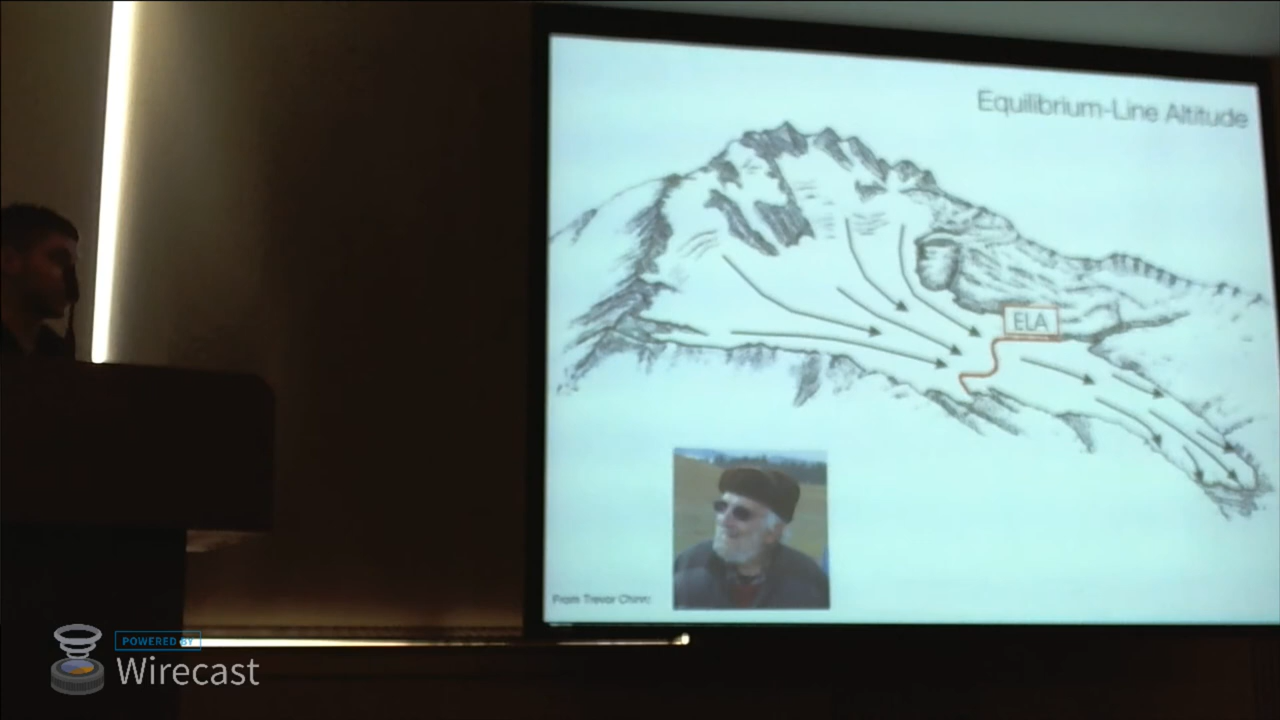 Equilibrium-Line Altitude
ELA
From Trevor Chinn:
POWERED BY
Wirecast